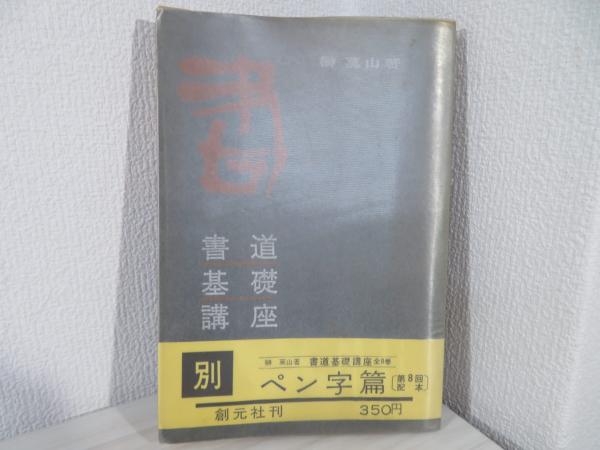 榊 莫山著
書道
基礎
講座
別
榊 莫山著 書道基礎講座 全8巻
ペン字篇
第8回
配本
創元社刊
350円